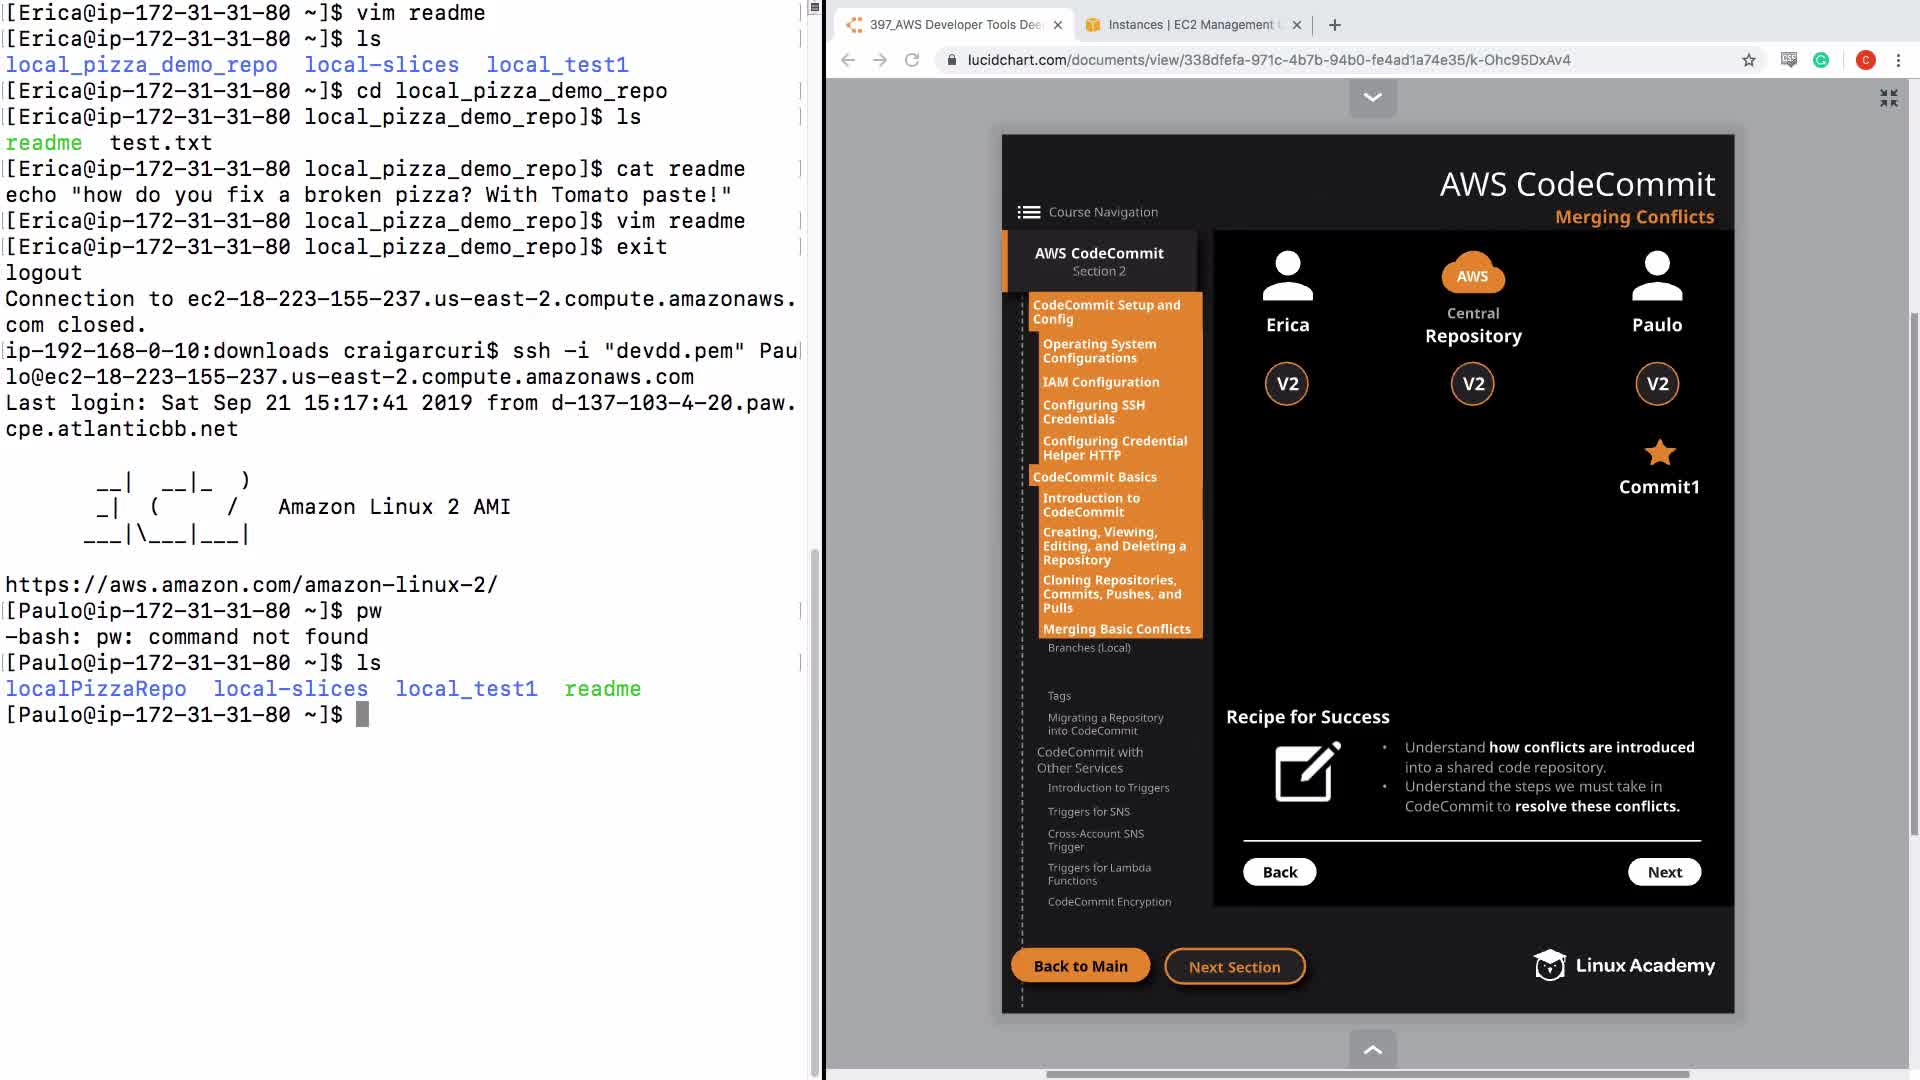 [Erica@ip-172-31-31-80 ~]$ vim readme
[Erica@ip-172-31-31-80 ~]$ ls
local_pizza_demo_repo local-slices local_test1
[Erica@ip-172-31-31-80 ~]$ cd local_pizza_demo_repo
[Erica@ip-172-31-31-80 local_pizza_demo_repo]$ ls
readme test.txt
[Erica@ip-172-31-31-80 local_pizza_demo_repo]$ cat readme
echo "how do you fix a broken pizza? With Tomato paste!"
[Erica@ip-172-31-31-80 local_pizza_demo_repo]$ vim readme
[Erica@ip-172-31-31-80 local_pizza_demo_repo]$ exit
logout
Connection to ec2-18-223-155-237.us-east-2.compute.amazonaws.
com closed.
ip-192-168-0-10:downloads craigarcuri$ ssh -i "devdd.pem" Pau
lo@ec2-18-223-155-237.us-east-2.compute.amazonaws.com
Last login: Sat Sep 21 15:17:41 2019 from d-137-103-4-20.paw.
cpe.atlanticbb.net
__|  __|_  )
_|  (     /   Amazon Linux 2 AMI
___|\___|___|
https://aws.amazon.com/amazon-linux-2/
[Paulo@ip-172-31-31-80 ~]$ pw
-bash: pw: command not found
[Paulo@ip-172-31-31-80 ~]$ ls
localPizzaRepo local-slices local_test1 readme
[Paulo@ip-172-31-31-80 ~]$
397_AWS Developer Tools Dee
Instances | EC2 Management
lucidchart.com/documents/view/338dfefa-971c-4b7b-94b0-fe4ad1a74e35/k-Ohc95DxAv4
C
AWS CodeCommit
Merging Conflicts
Course Navigation
AWS CodeCommit
Section 2
CodeCommit Setup and
Config
Operating System
Configurations
IAM Configuration
Configuring SSH
Credentials
Configuring Credential
Helper HTTP
CodeCommit Basics
Introduction to
CodeCommit
Creating, Viewing,
Editing, and Deleting a
Repository
Cloning Repositories,
Commits, Pushes, and
Pulls
Merging Basic Conflicts
Branches (Local)
Tags
Migrating a Repository
into CodeCommit
CodeCommit with
Other Services
Introduction to Triggers
Triggers for SNS
Cross-Account SNS
Trigger
Triggers for Lambda
Functions
CodeCommit Encryption
Back to Main
Next Section
Erica
AWS
Central
Repository
Paulo
V2
V2
V2
Commit1
Recipe for Success
• Understand how conflicts are introduced
into a shared code repository.
• Understand the steps we must take in
CodeCommit to resolve these conflicts.
Back
Next
Linux Academy